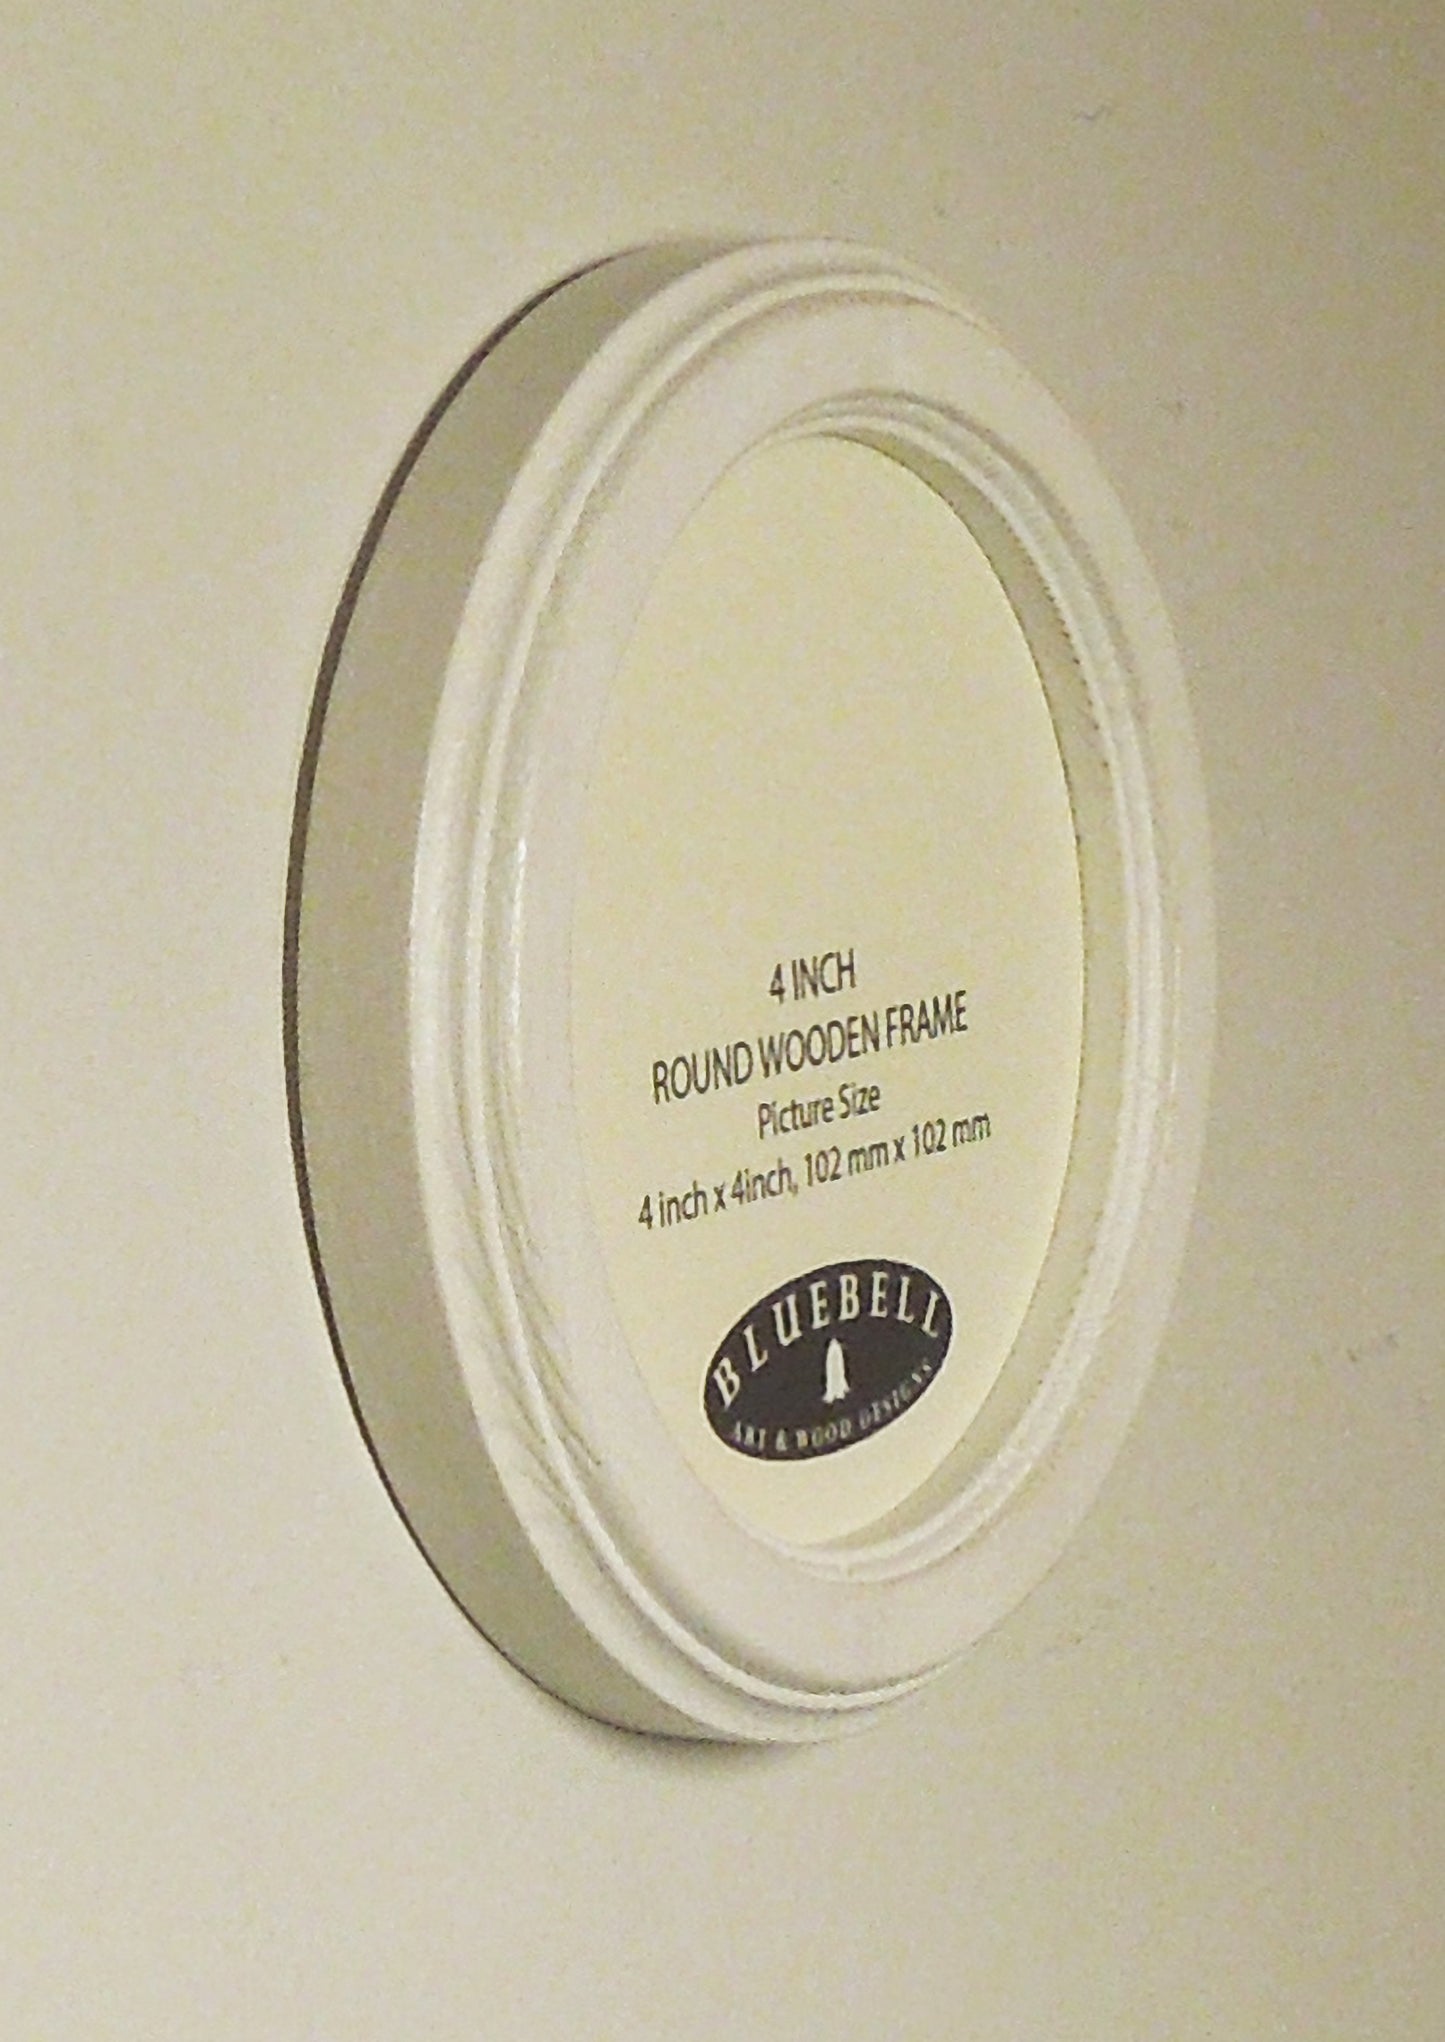 4 INCH
ROUND WOODEN FRAME
Picture Size
4 inch x 4inch, 102 mm x 102 mm
BLUEBELL
ART & WOOD DESIGNS